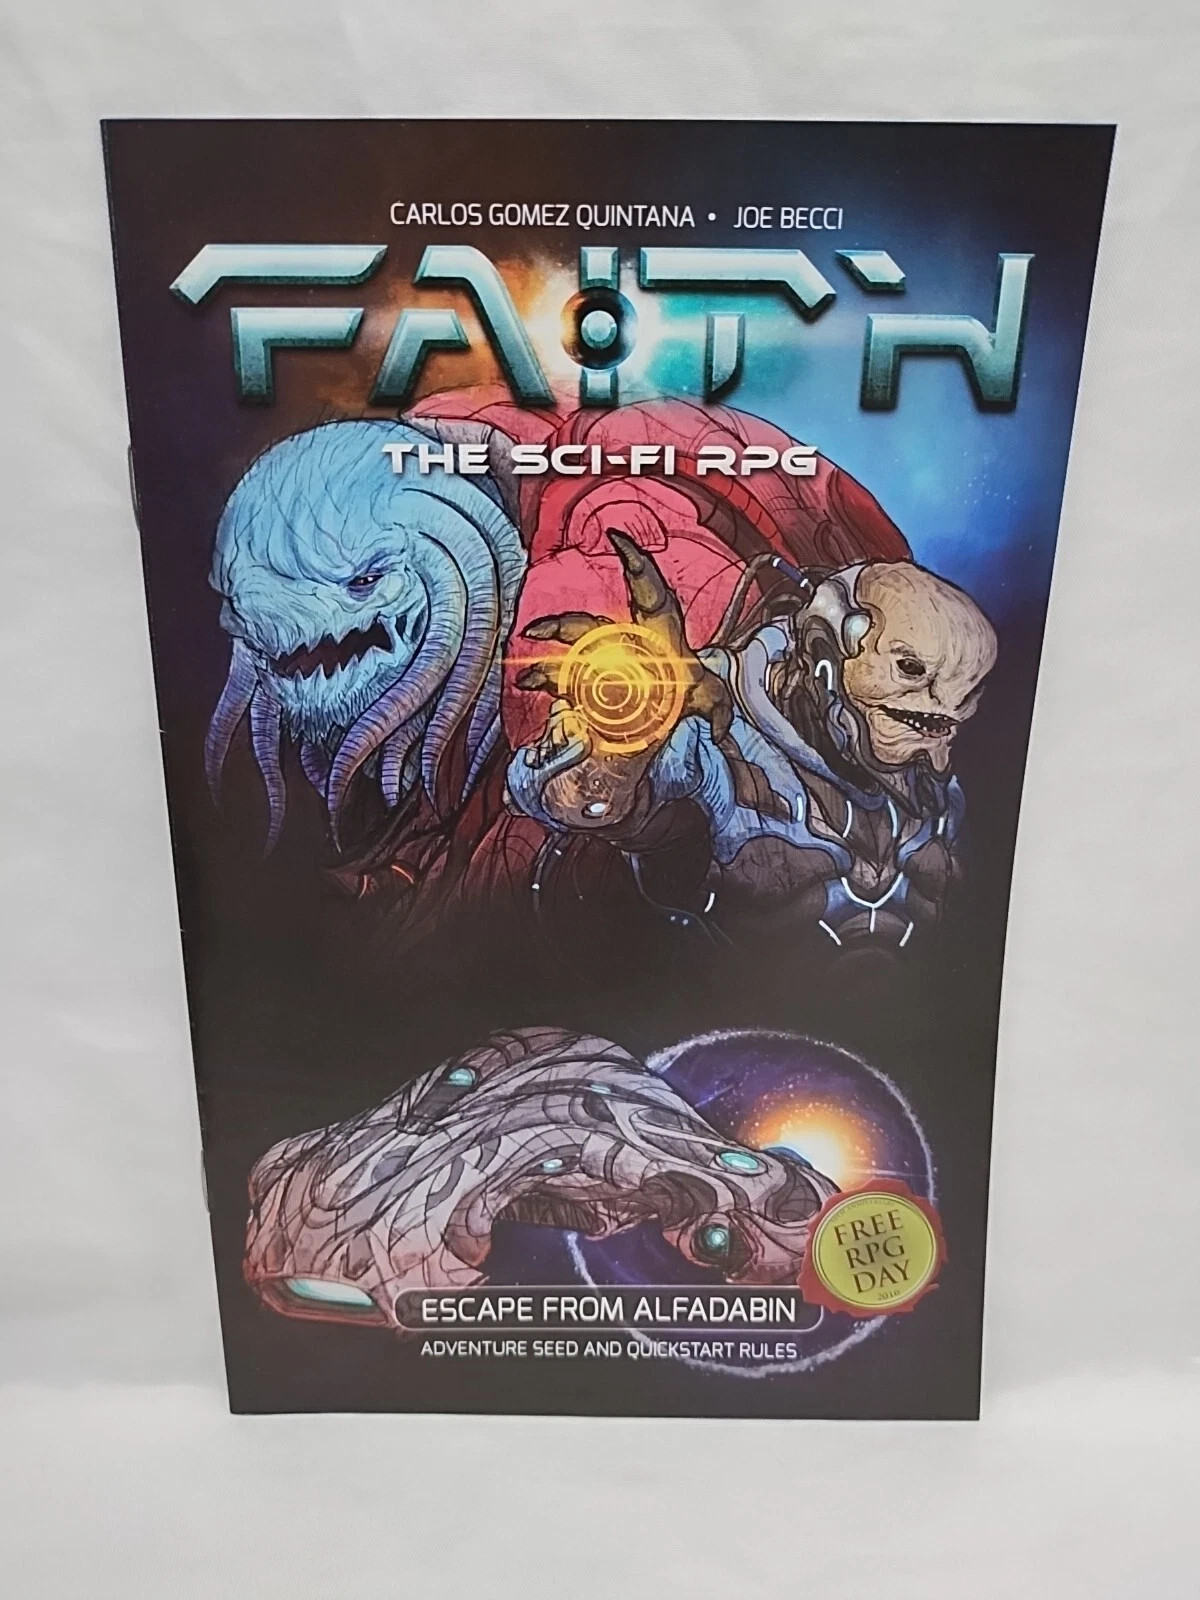 CARLOS GOMEZ QUINTANA • JOE BECCI
FAITH
THE SCI-FI RPG
FREE
RPG
DAY
2016
ESCAPE FROM ALFADABIN
ADVENTURE SEED AND QUICKSTART RULES